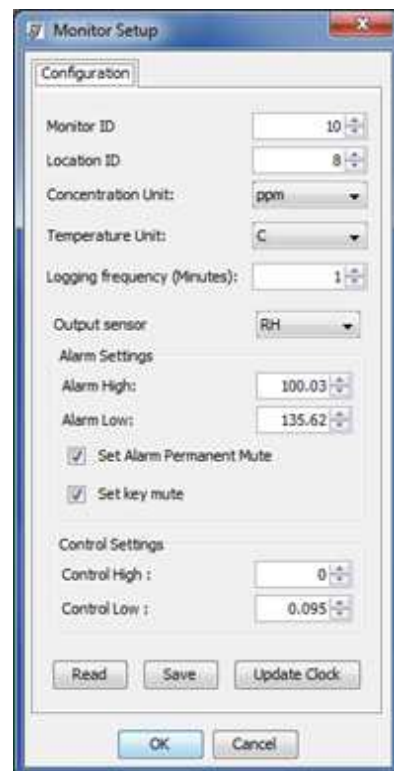 Monitor Setup
Configuration
Monitor ID 10
Location ID 8
Concentration Unit: ppm
Temperature Unit: C
Logging frequency (Minutes): 1
Output sensor RH
Alarm Settings
Alarm High: 100.03
Alarm Low: 135.62
Set Alarm Permanent Mute
Set key mute
Control Settings
Control High : 0
Control Low : 0.095
Read Save Update Clock
OK Cancel